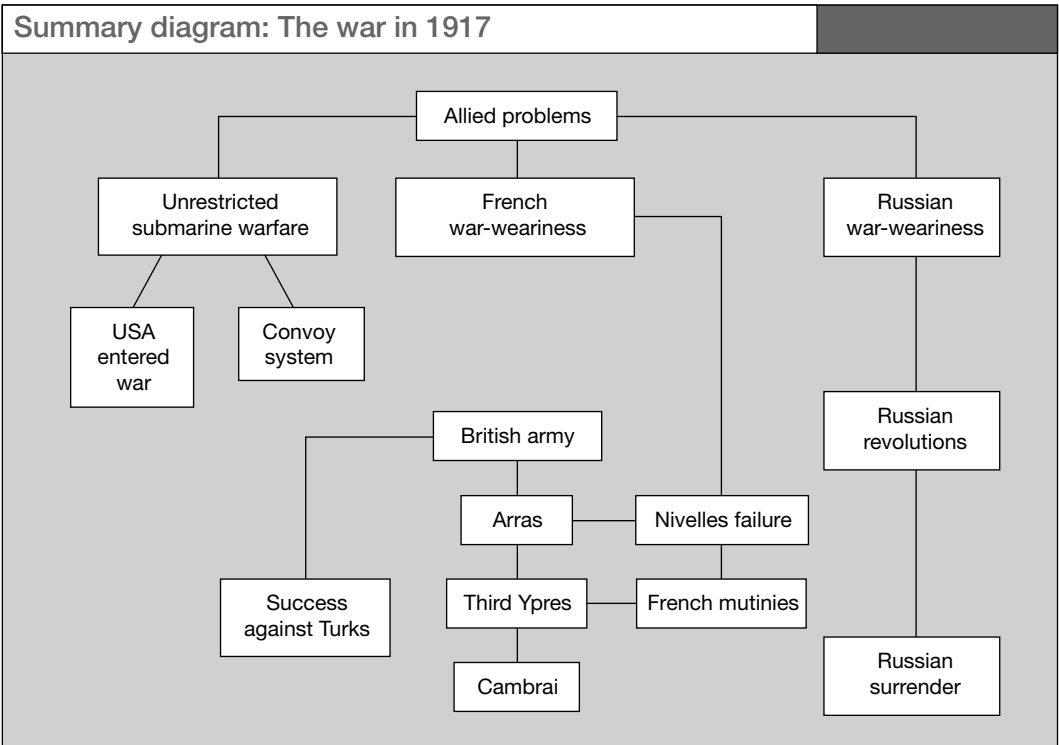 Summary diagram: The war in 1917
Allied problems
Unrestricted
submarine warfare
French
war-weariness
Russian
war-weariness
USA
entered
war
Convoy
system
Russian
revolutions
British army
Arras
Nivelles failure
Success
against Turks
Third Ypres
French mutinies
Cambrai
Russian
surrender